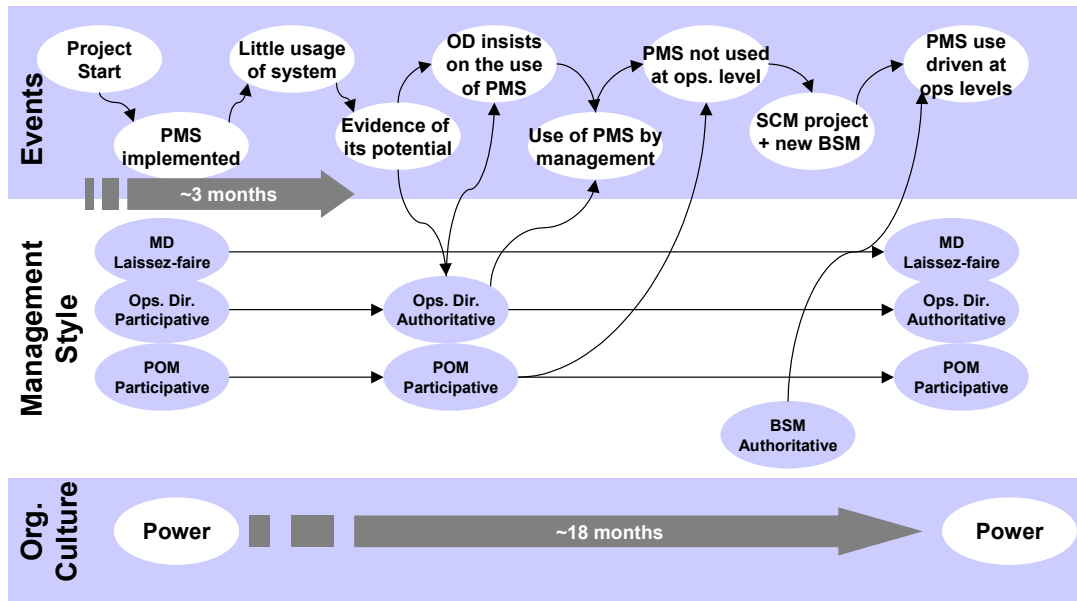 Events
Project
Start
PMS
implemented
Little usage
of system
Evidence of
its potential
OD insists
on the use
of PMS
Use of PMS by
management
PMS not used
at ops. level
SCM project
+ new BSM
PMS use
driven at
ops levels
~3 months
Management
Style
MD
Laissez-faire
Ops. Dir.
Participative
POM
Participative
Ops. Dir.
Authoritative
POM
Participative
BSM
Authoritative
MD
Laissez-faire
Ops. Dir.
Authoritative
POM
Participative
Org.
Culture
Power
~18 months
Power